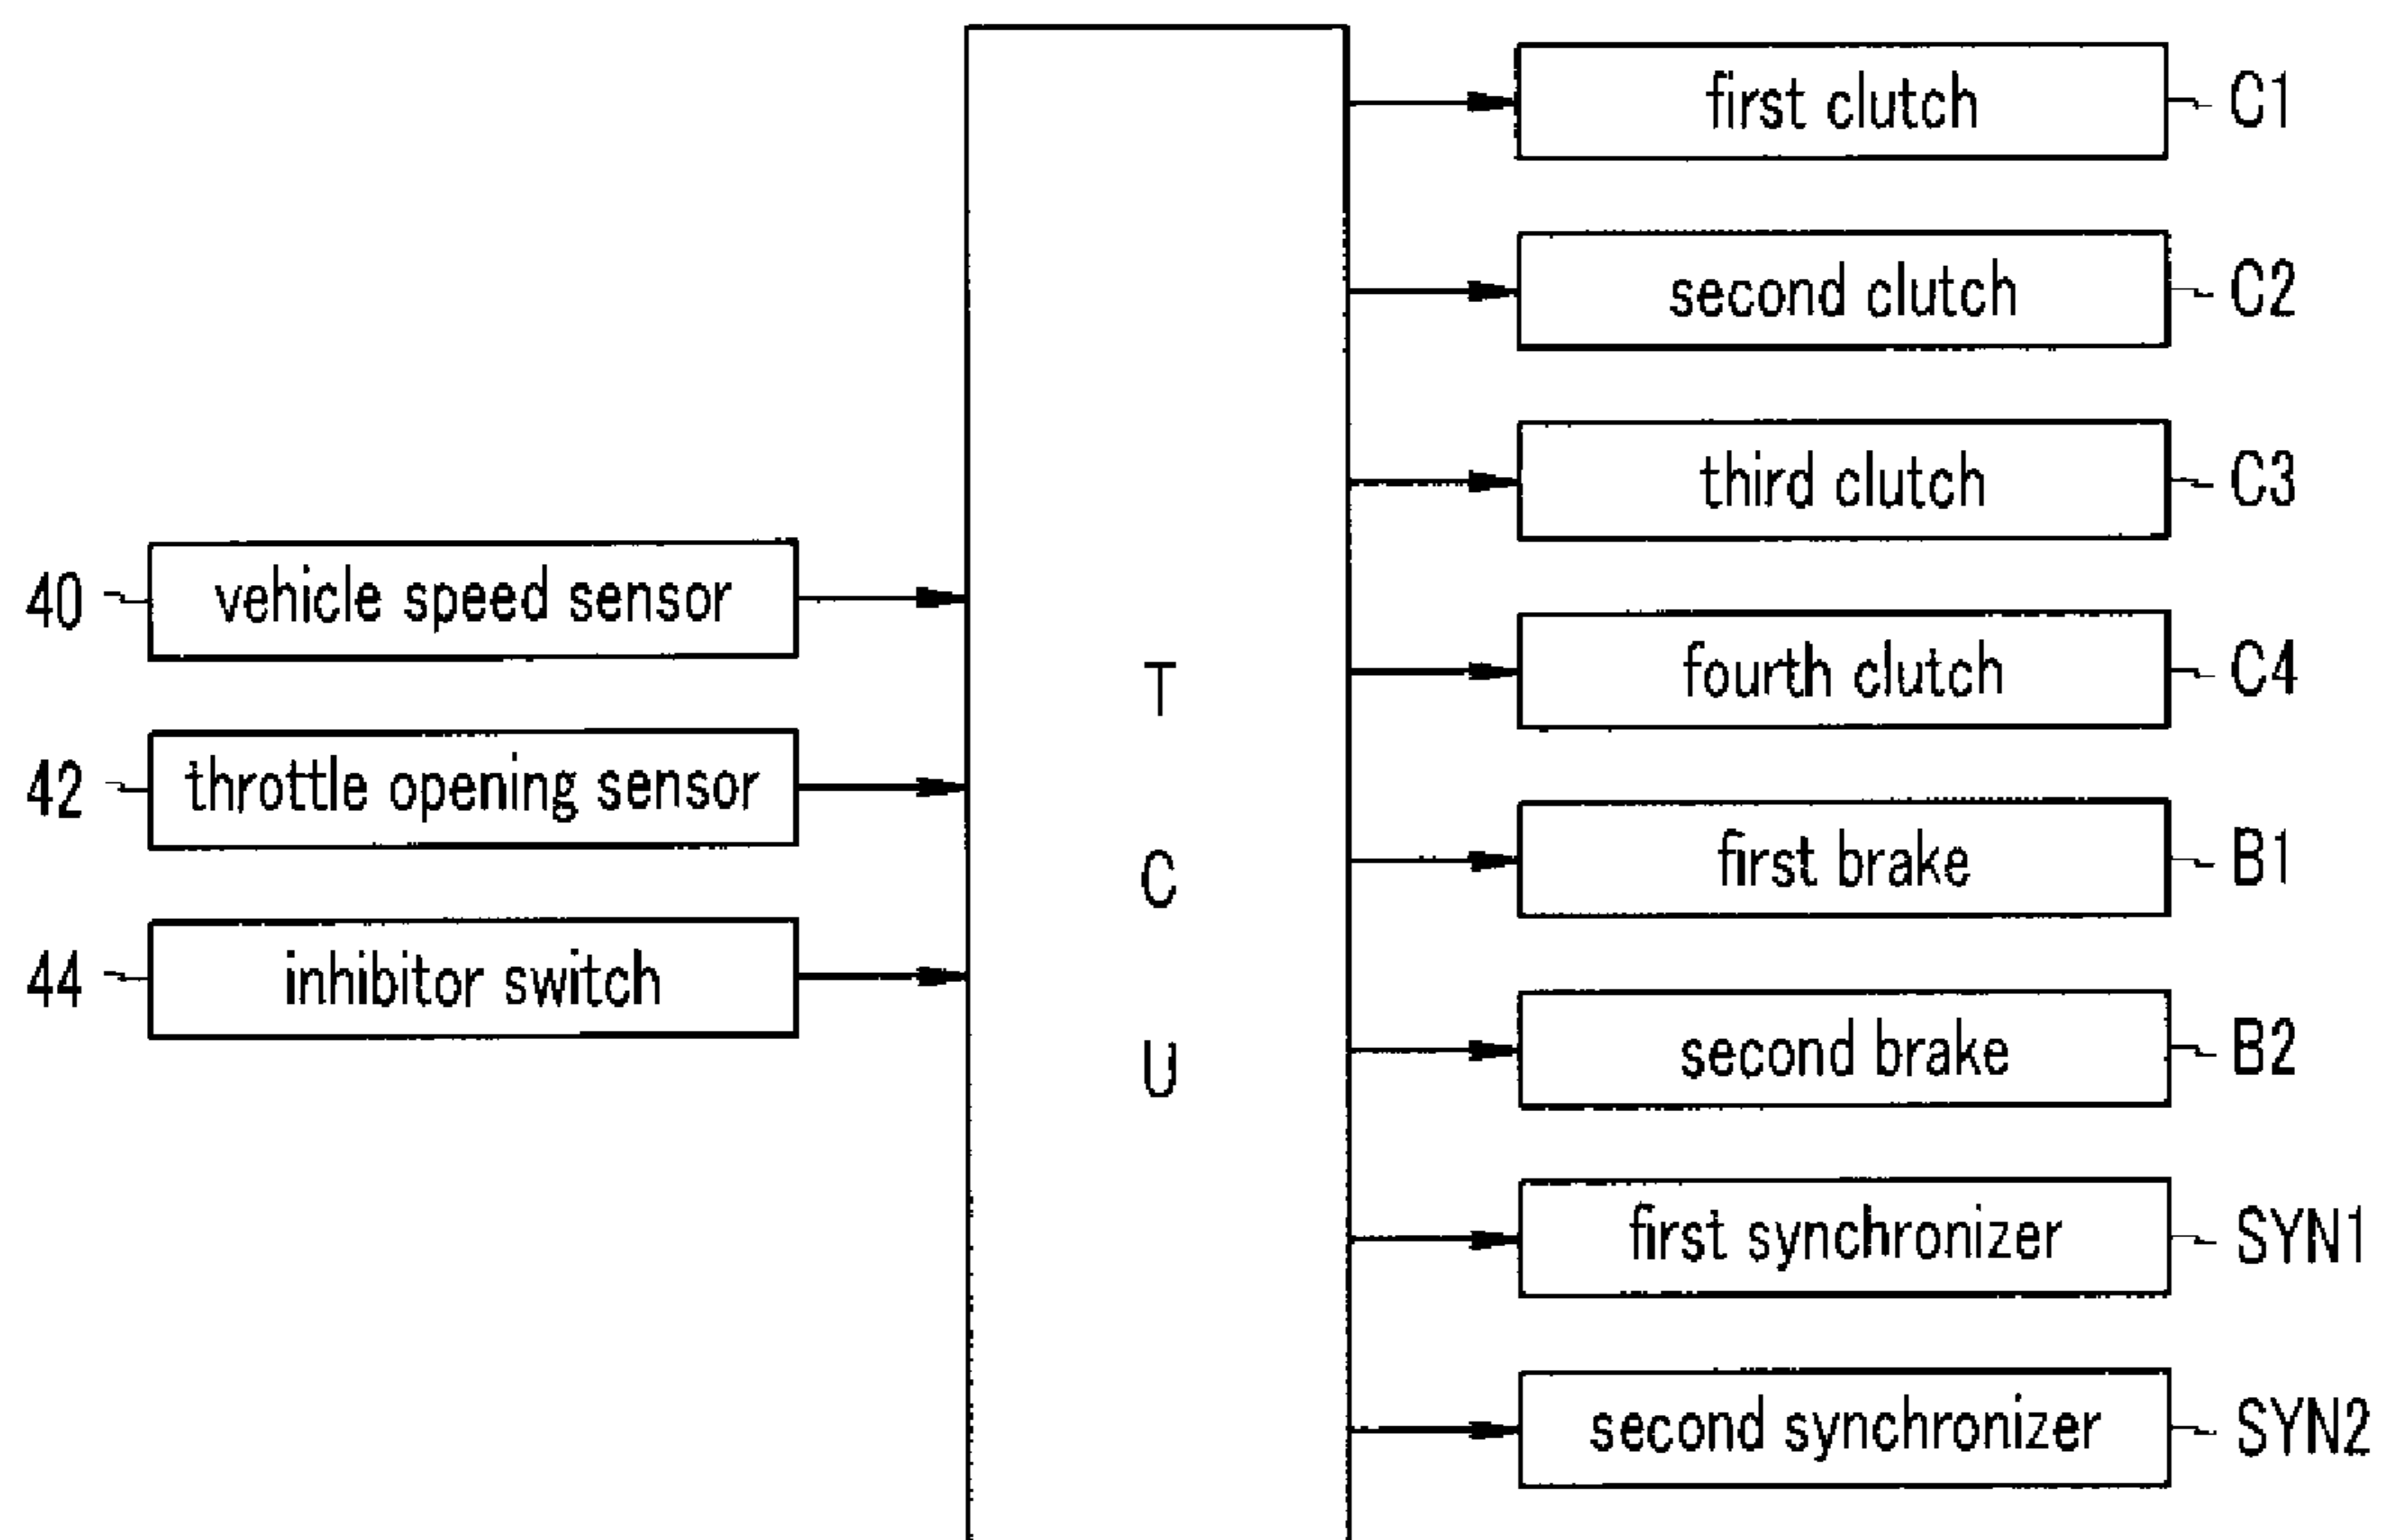 40
vehicle speed sensor
42
throttle opening sensor
44
inhibitor switch
T
C
U
first clutch
C1
second clutch
C2
third clutch
C3
fourth clutch
C4
first brake
B1
second brake
B2
first synchronizer
SYN1
second synchronizer
SYN2